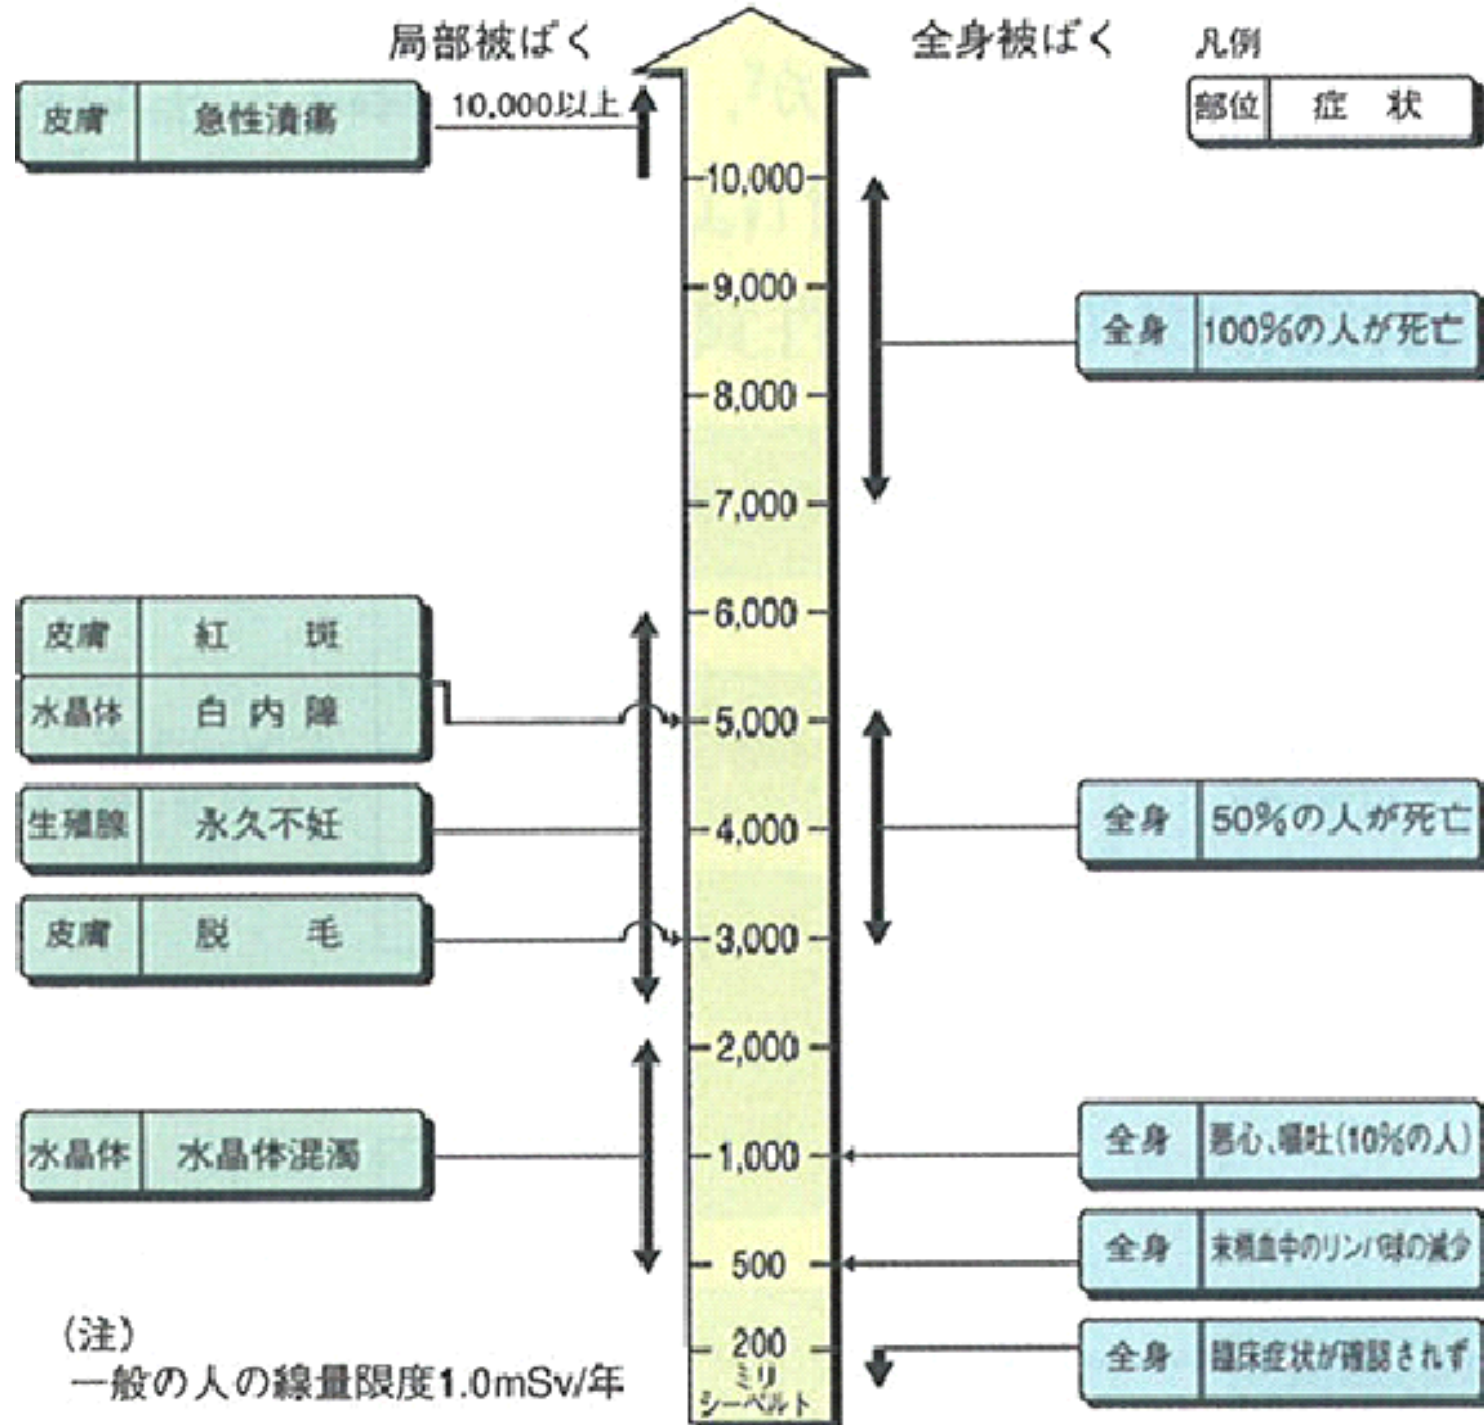 局部被ばく
全身被ばく
凡例
部位 症 状
皮膚 急性潰瘍
10,000以上
10,000
9,000
全身 100%の人が死亡
8,000
7,000
6,000
皮膚 紅 斑
水晶体 白 内 障
5,000
生殖腺 永久不妊
4,000
全身 50%の人が死亡
皮膚 脱 毛
3,000
2,000
水晶体 水晶体混濁
1,000
全身 悪心、嘔吐(10%の人)
500
全身 末梢血中のリンパ球の減少
200
ミリ
シーベルト
全身 臨床症状が確認されず
(注)
一般の人の線量限度1.0mSv/年